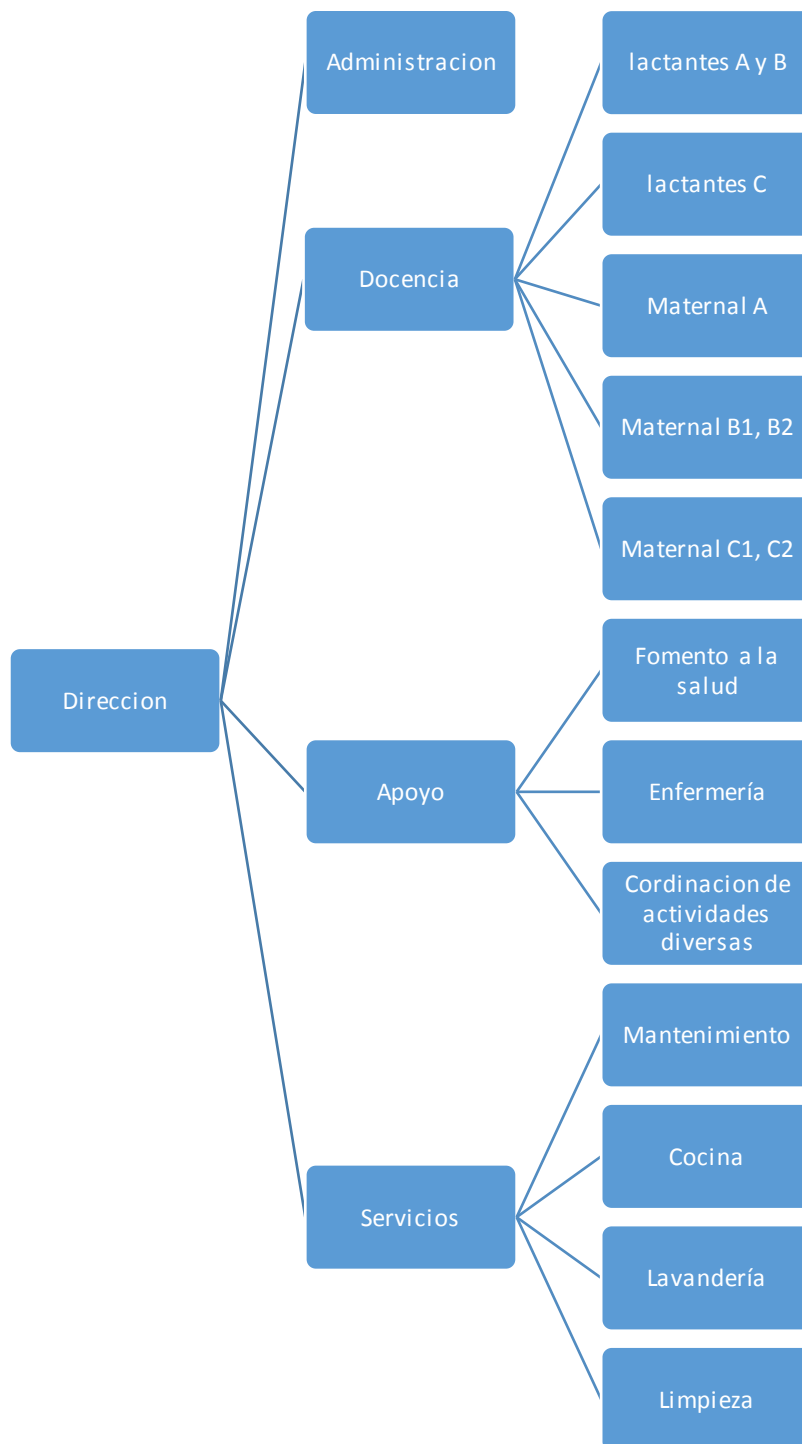 Administracion
lactantes A y B
lactantes C
Docencia
Maternal A
Maternal B1, B2
Maternal C1, C2
Direccion
Fomento a la
salud
Apoyo
Enfermería
Cordinacion de
actividades
diversas
Mantenimiento
Cocina
Servicios
Lavandería
Limpieza